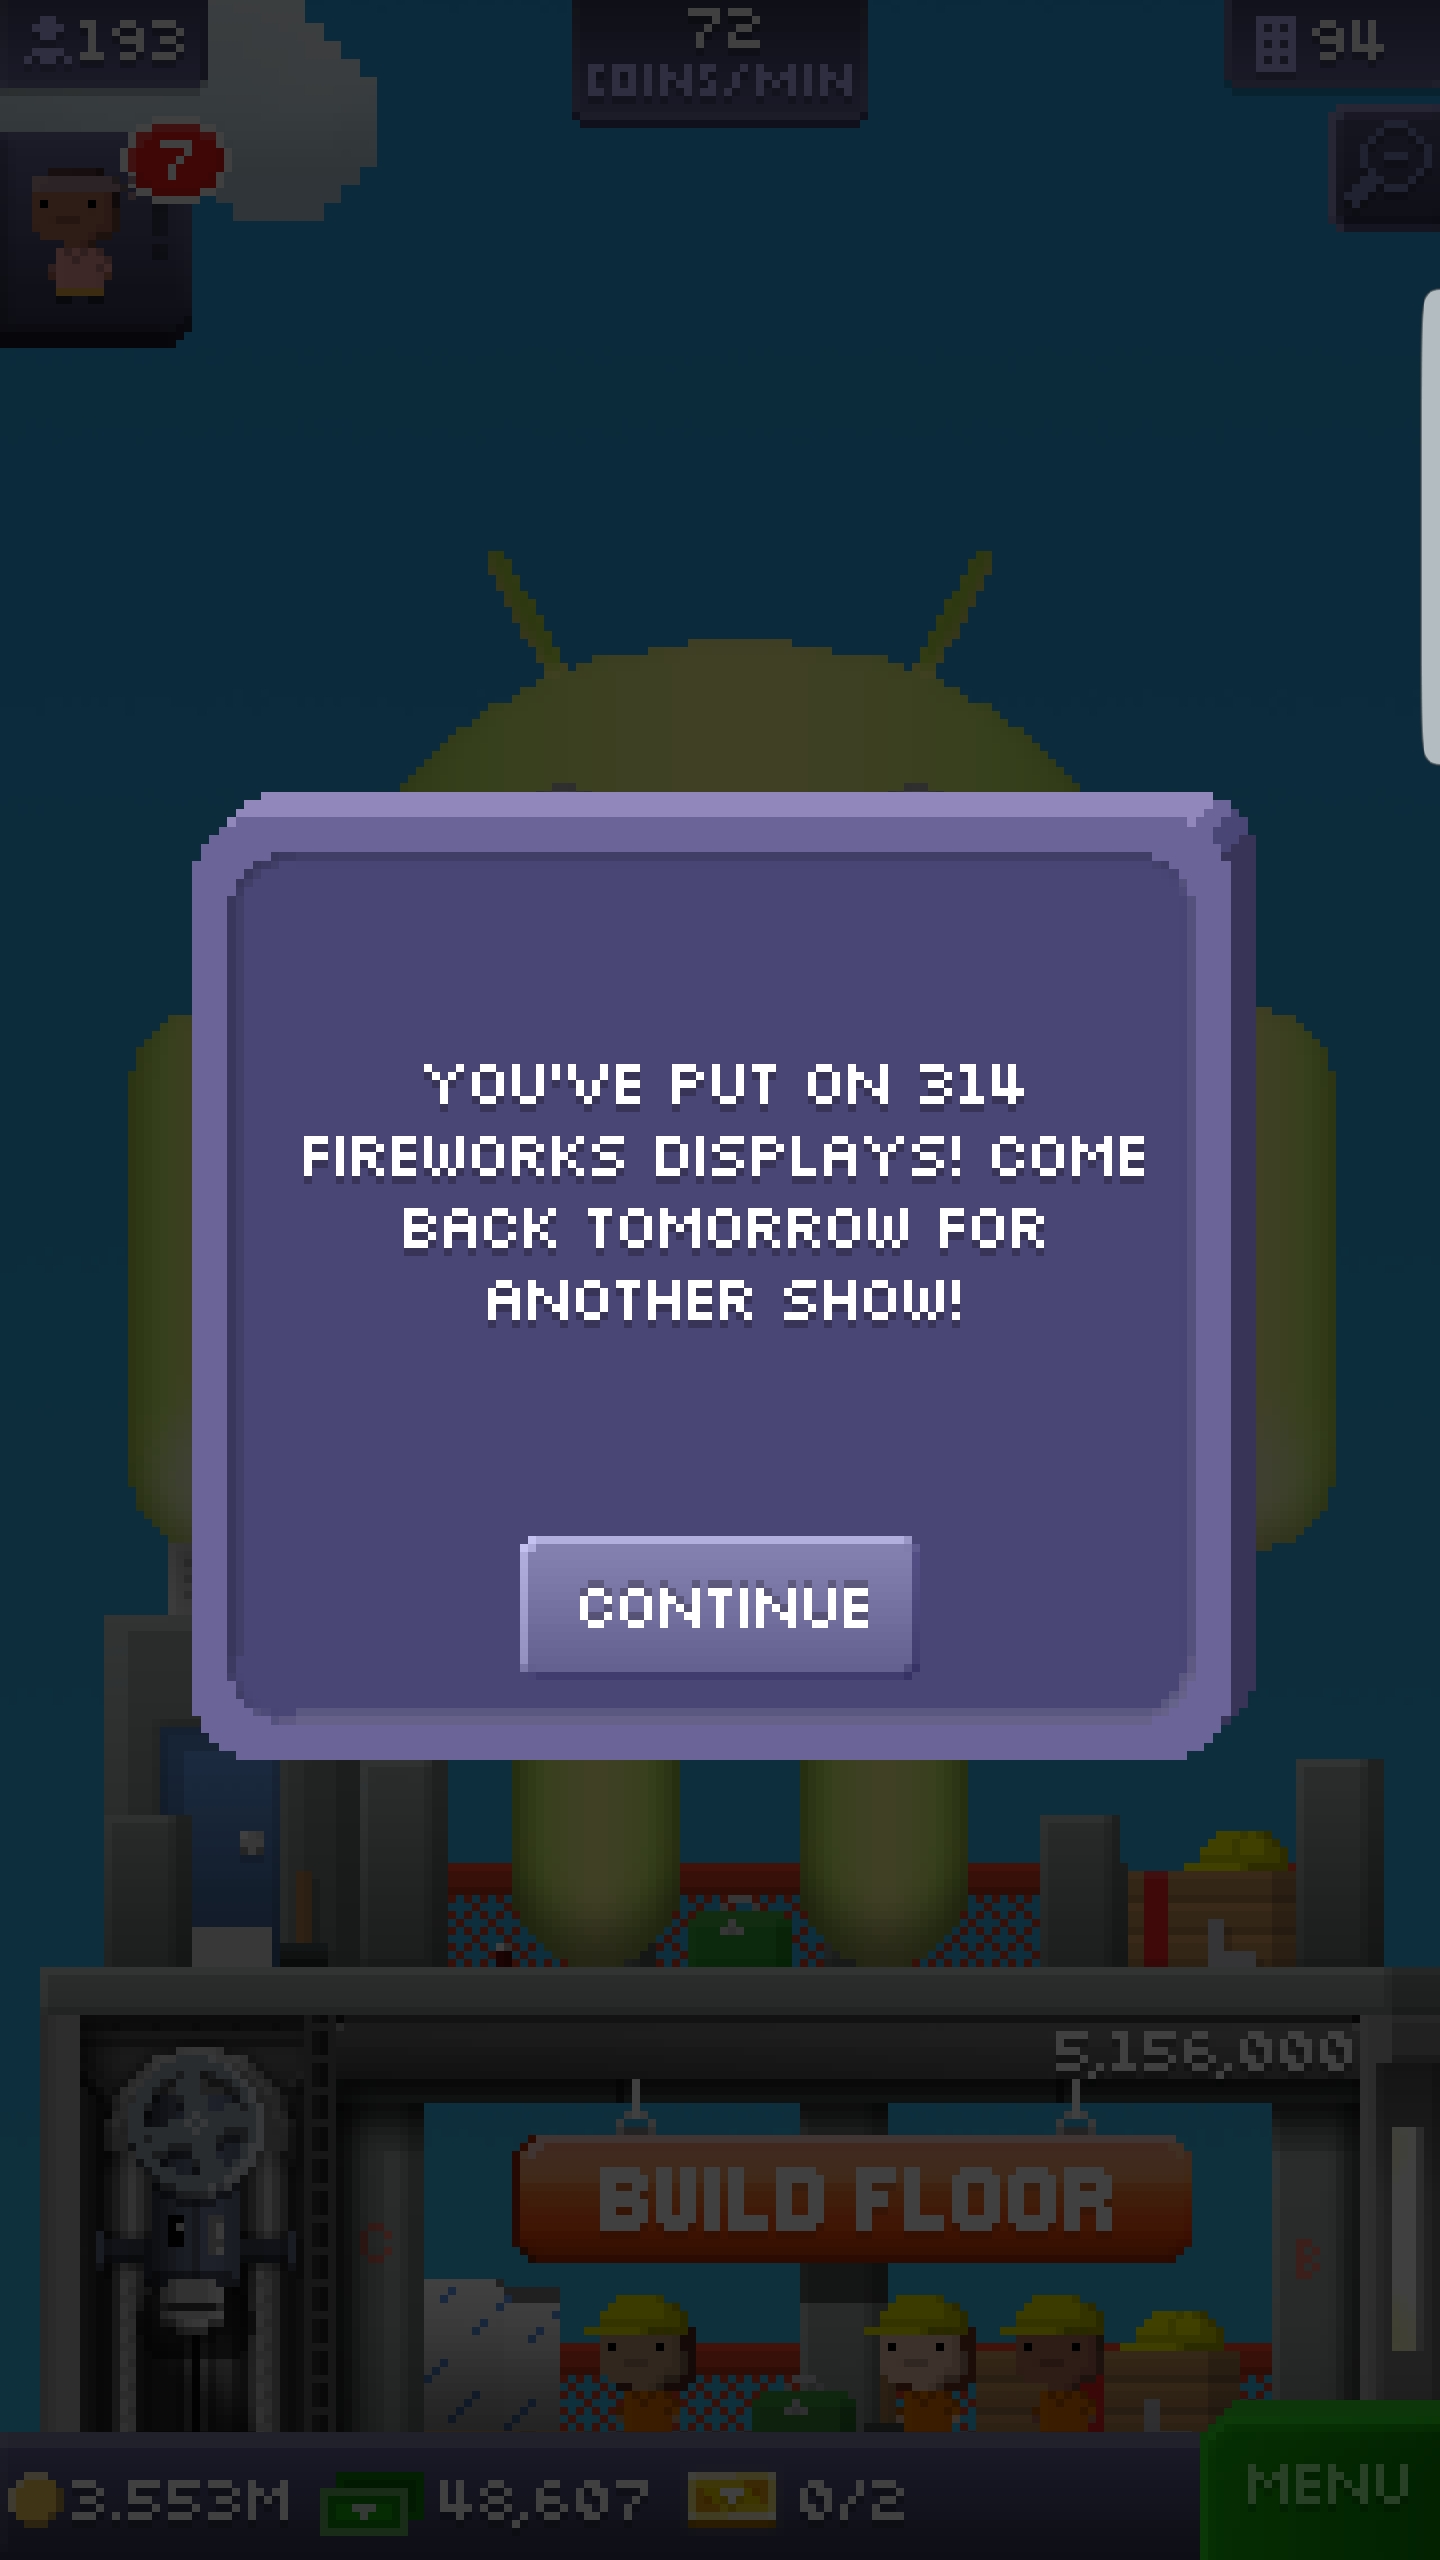 193
72
COINS/MIN
94
7
YOU'VE PUT ON 314
FIREWORKS DISPLAYS! COME
BACK TOMORROW FOR
ANOTHER SHOW!
CONTINUE
5,156,000
BUILD FLOOR
C
B
3.553M
48,607
0/2
MENU